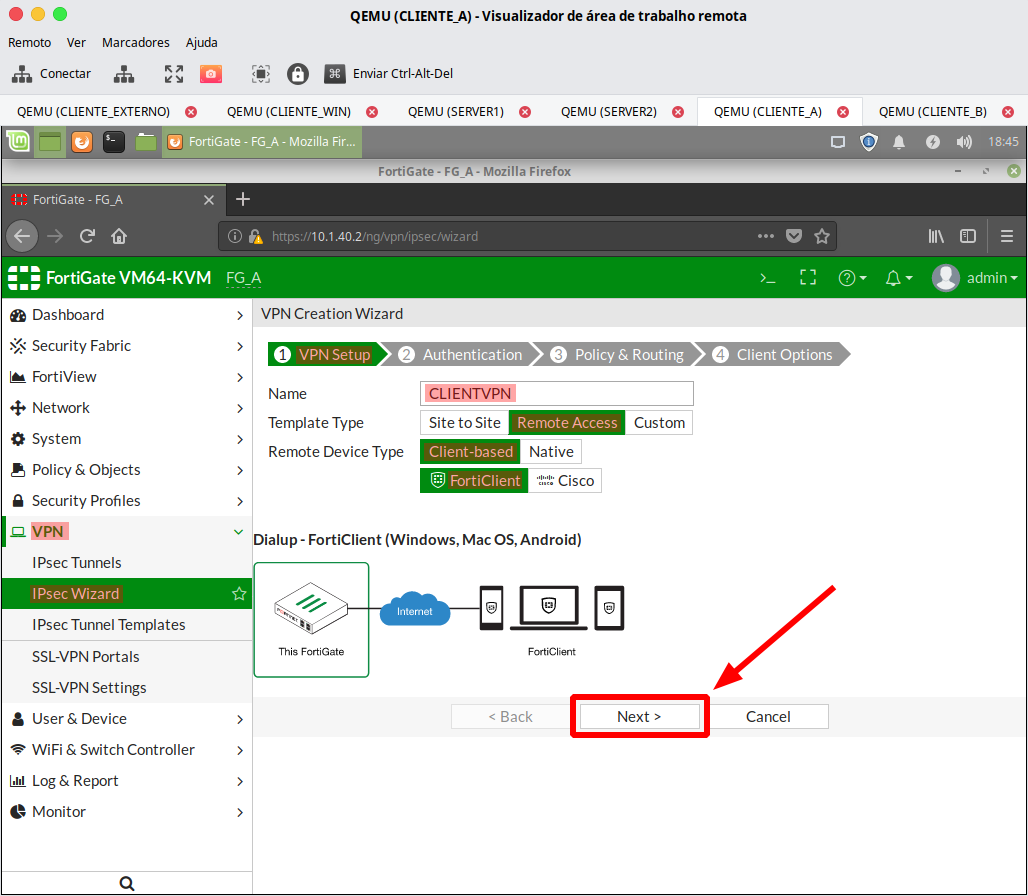 QEMU (CLIENTE_A) - Visualizador de área de trabalho remota
Remoto Ver Marcadores Ajuda
Conectar Enviar Ctrl-Alt-Del
QEMU (CLIENTE_EXTERNO) QEMU (CLIENTE_WIN) QEMU (SERVER1) QEMU (SERVER2) QEMU (CLIENTE_A) QEMU (CLIENTE_B)
FortiGate - FG_A - Mozilla Fir... 18:45
FortiGate - FG_A - Mozilla Firefox
FortiGate - FG_A
https://10.1.40.2/ng/vpn/ipsec/wizard
FortiGate VM64-KVM FG_A >_ admin
Dashboard
Security Fabric
FortiView
Network
System
Policy & Objects
Security Profiles
VPN
IPsec Tunnels
IPsec Wizard
IPsec Tunnel Templates
SSL-VPN Portals
SSL-VPN Settings
User & Device
WiFi & Switch Controller
Log & Report
Monitor
VPN Creation Wizard
1 VPN Setup 2 Authentication 3 Policy & Routing 4 Client Options
Name CLIENTVPN
Template Type Site to Site Remote Access Custom
Remote Device Type Client-based Native
FortiClient CISCO Cisco
Dialup - FortiClient (Windows, Mac OS, Android)
Internet
This FortiGate FortiClient
< Back Next > Cancel